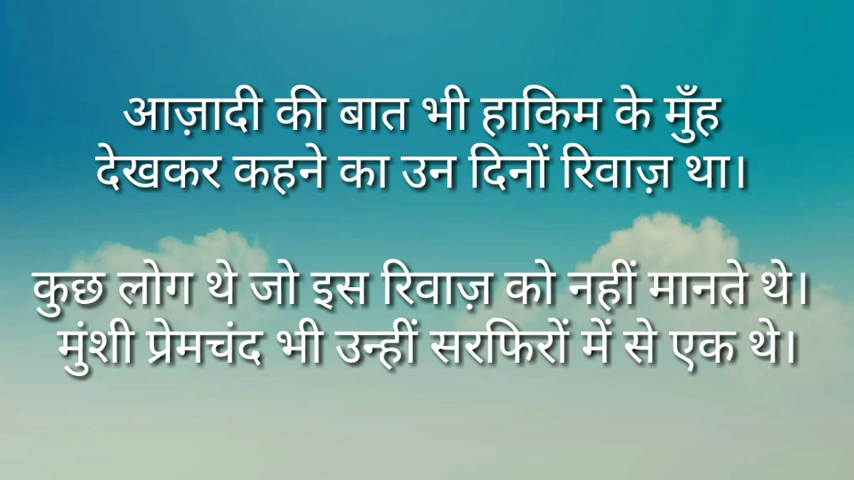 आज़ादी की बात भी हाकिम के मुँह
देखकर कहने का उन दिनों रिवाज़ था।
कुछ लोग थे जो इस रिवाज़ को नहीं मानते थे।
मुंशी प्रेमचंद भी उन्हीं सरफिरों में से एक थे।